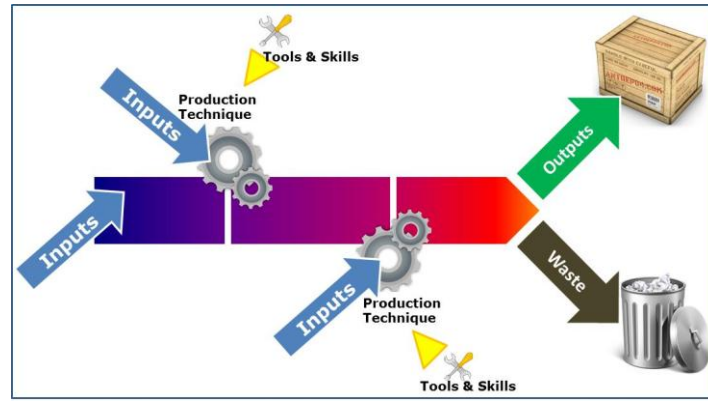 Tools & Skills
Production
Technique
Inputs
Inputs
Outputs
Waste
Inputs
Production
Technique
Tools & Skills